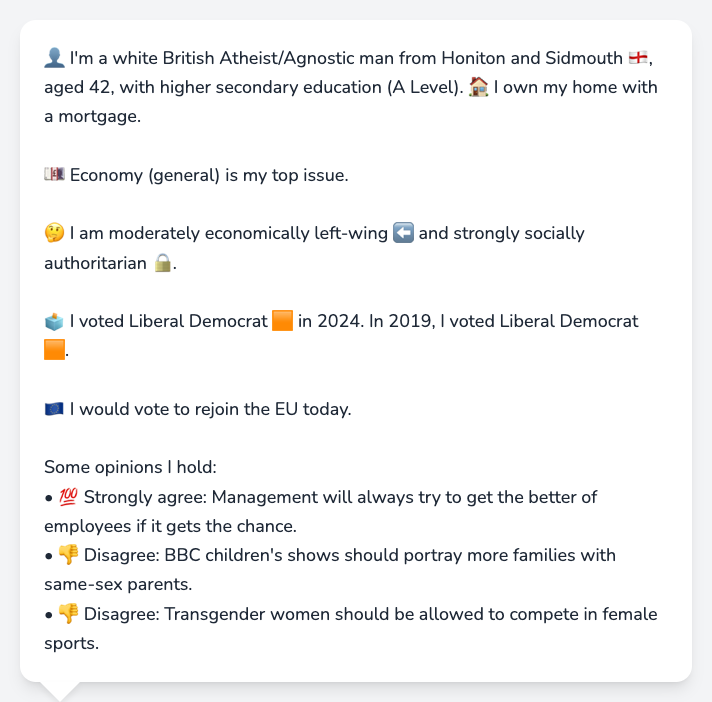 👤 I'm a white British Atheist/Agnostic man from Honiton and Sidmouth 🏴󠁧󠁢󠁥󠁮󠁧󠁿,
aged 42, with higher secondary education (A Level). 🏠 I own my home with
a mortgage.
💷 Economy (general) is my top issue.
🤔 I am moderately economically left-wing ⬅️ and strongly socially
authoritarian 🔒.
🗳️ I voted Liberal Democrat 🟧 in 2024. In 2019, I voted Liberal Democrat
🟧.
🇪🇺 I would vote to rejoin the EU today.
Some opinions I hold:
• 💯 Strongly agree: Management will always try to get the better of
employees if it gets the chance.
• 👎 Disagree: BBC children's shows should portray more families with
same-sex parents.
• 👎 Disagree: Transgender women should be allowed to compete in female
sports.